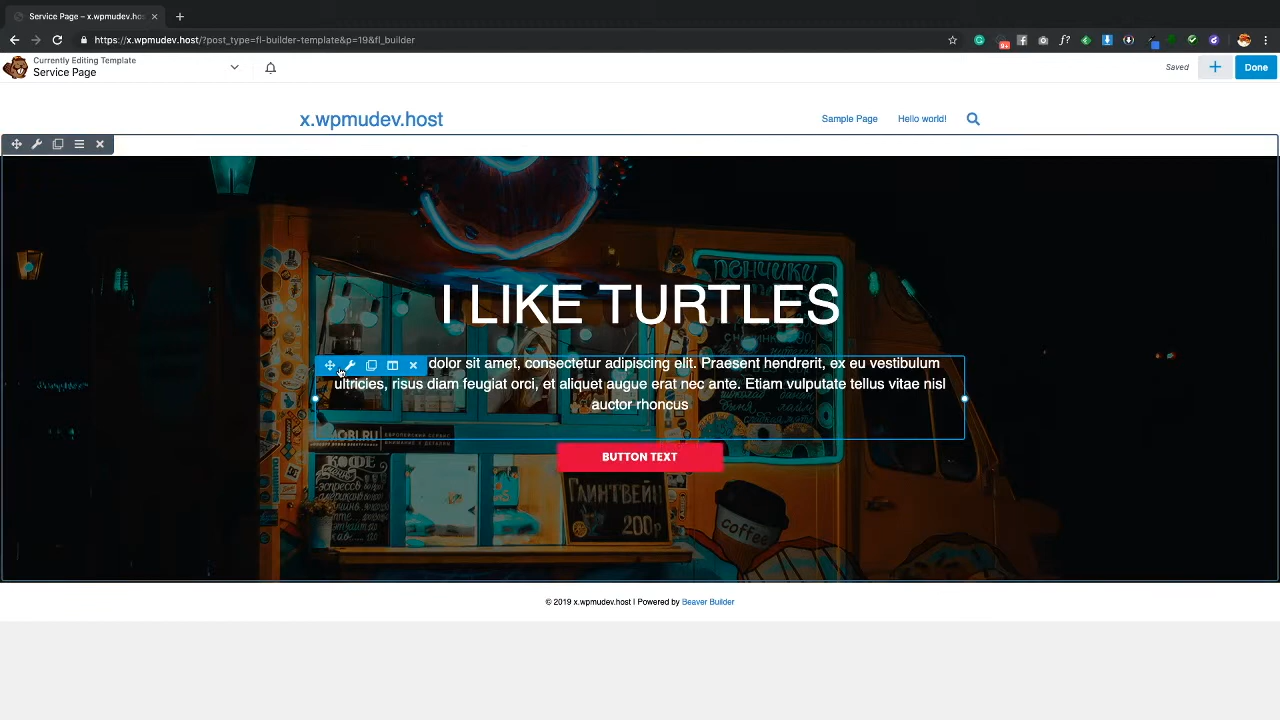 Service Page – x.wpmudev.hos
https://x.wpmudev.host/?post_type=fl-builder-template&p=19&fl_builder
Currently Editing Template
Service Page
Saved
Done
x.wpmudev.host
Sample Page
Hello world!
ПОНЧИКИ
I LIKE TURTLES
dolor sit amet, consectetur adipiscing elit. Praesent hendrerit, ex eu vestibulum
ultricies, risus diam feugiat orci, et aliquet augue erat nec ante. Etiam vulputate tellus vitae nisl
auctor rhoncus
MOBI.RU
BUTTON TEXT
КОФЕ
ГЛИНТВЕЙН
200р
coffee
© 2019 x.wpmudev.host | Powered by Beaver Builder